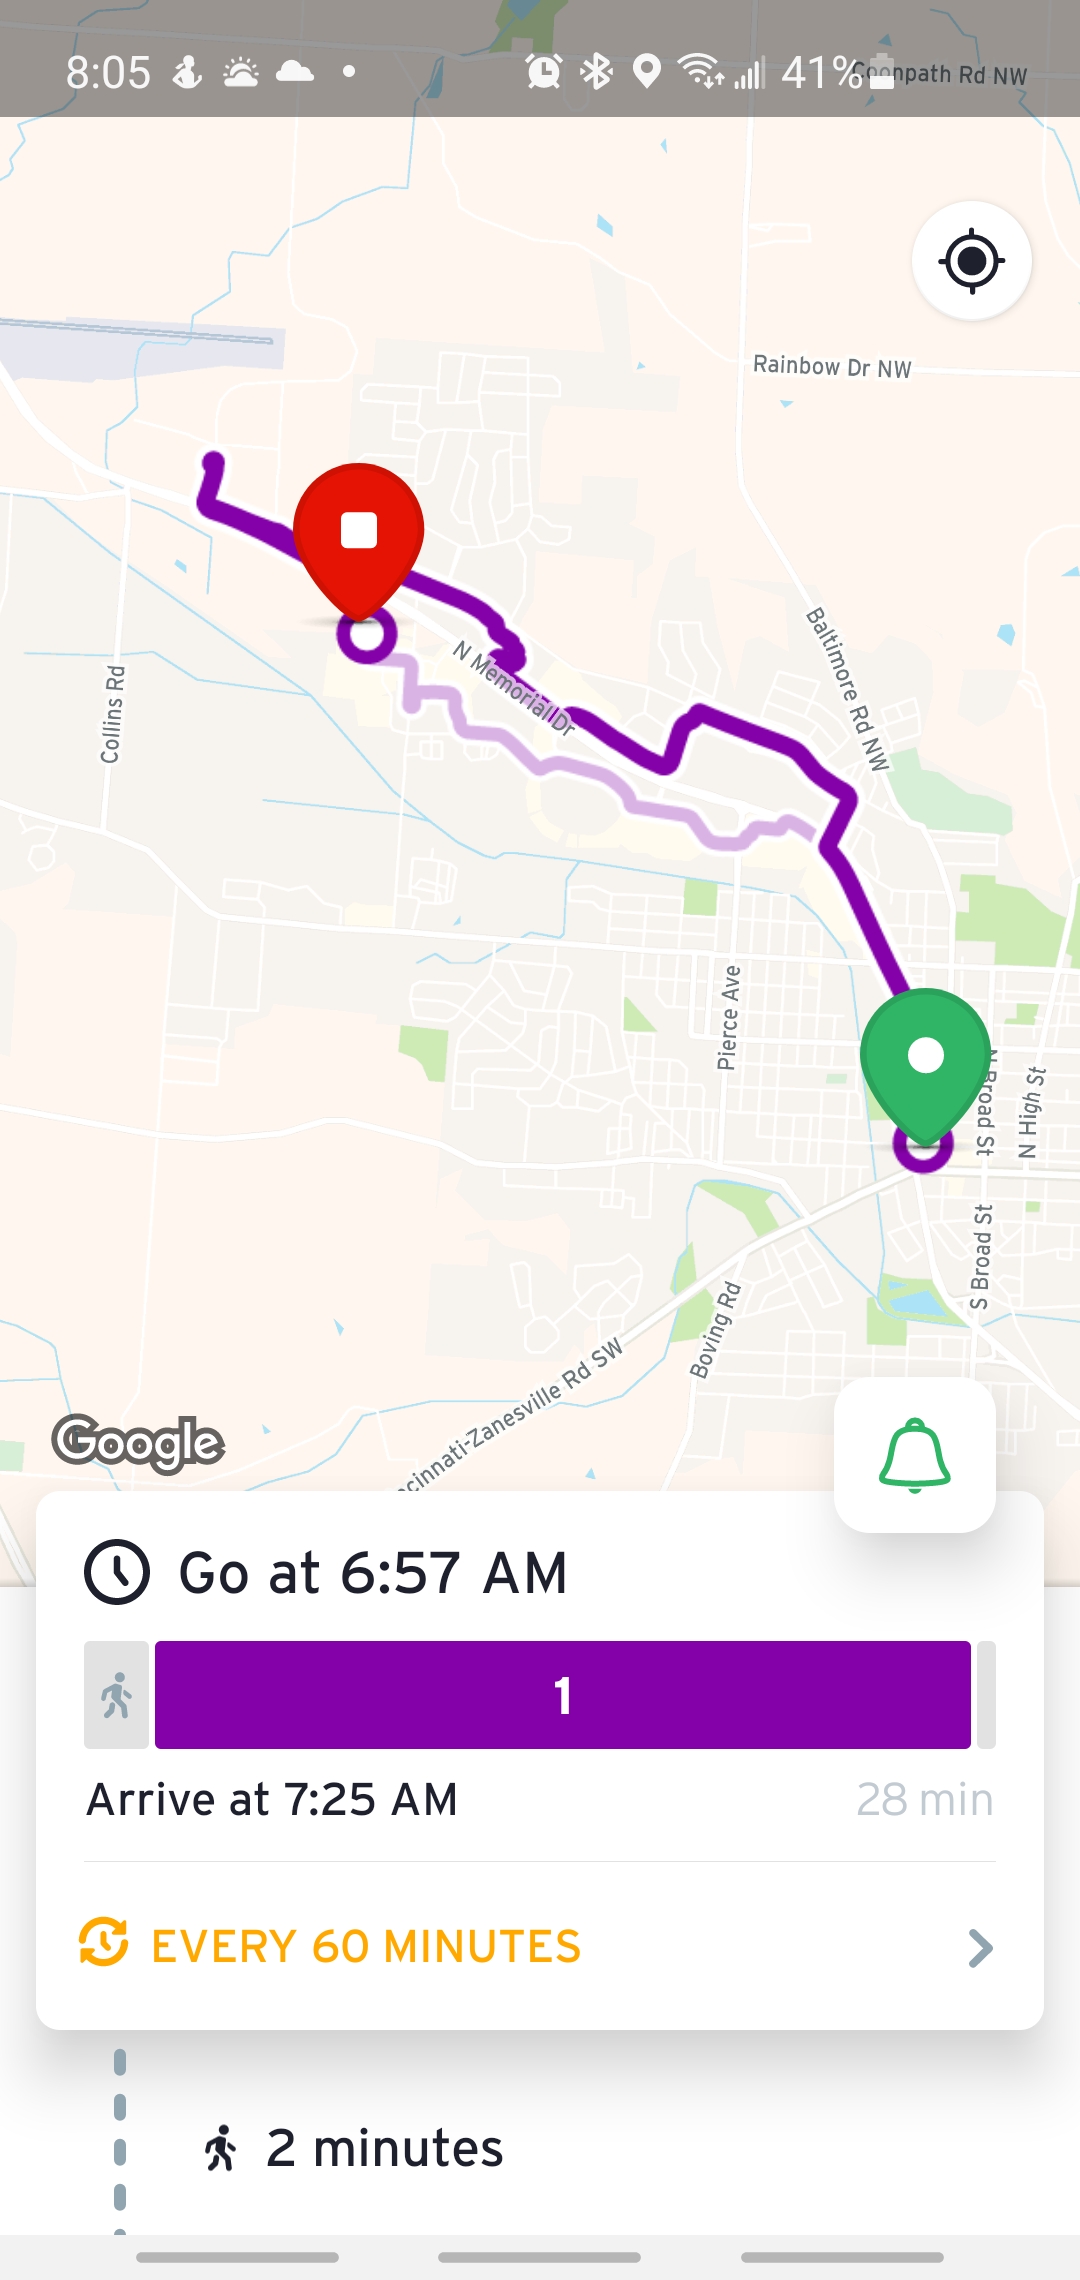 8:05
41%
Coonpath Rd NW
Rainbow Dr NW
Baltimore Rd NW
N Memorial Dr
Collins Rd
Pierce Ave
N Broad St
N High St
S Broad St
Boving Rd
cinnati-Zanesville Rd SW
Google
Go at 6:57 AM
1
Arrive at 7:25 AM
28 min
EVERY 60 MINUTES
2 minutes